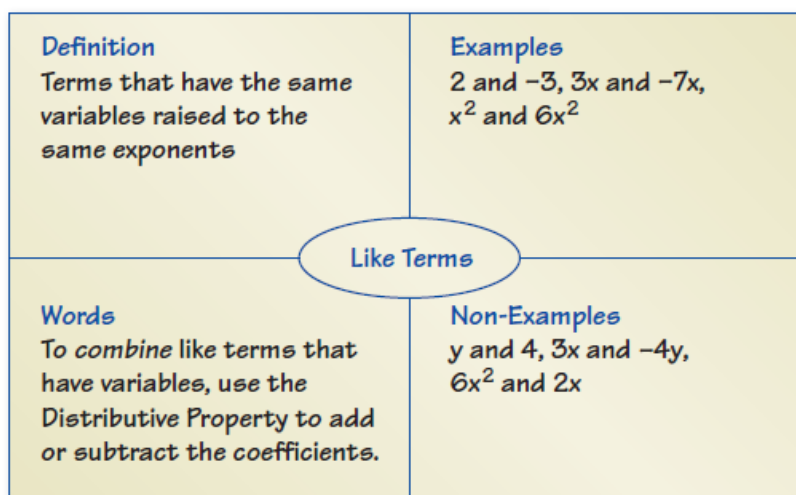 Definition
Terms that have the same
variables raised to the
same exponents
Examples
2 and −3, 3x and −7x,
x² and 6x²
Like Terms
Words
To combine like terms that
have variables, use the
Distributive Property to add
or subtract the coefficients.
Non-Examples
y and 4, 3x and −4y,
6x² and 2x